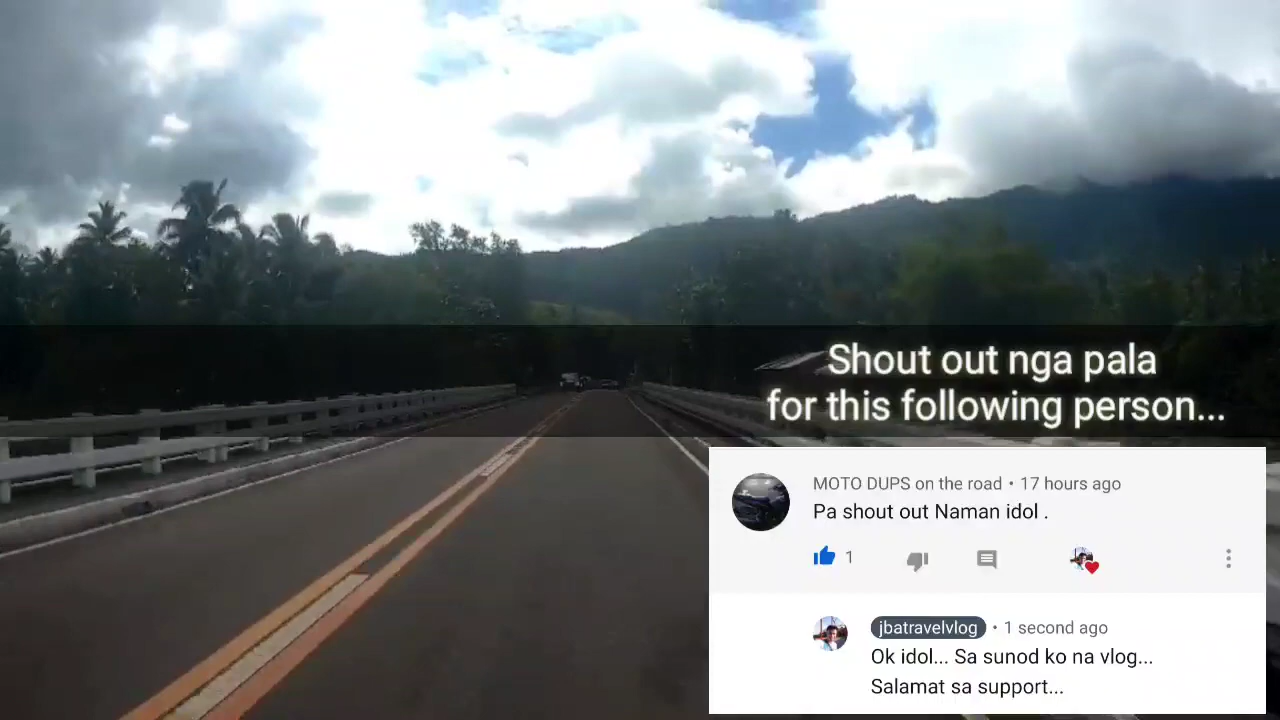 Shout out nga pala
for this following person...
MOTO DUPS on the road • 17 hours ago
Pa shout out Naman idol .
1
jbatravelvlog • 1 second ago
Ok idol... Sa sunod ko na vlog...
Salamat sa support...